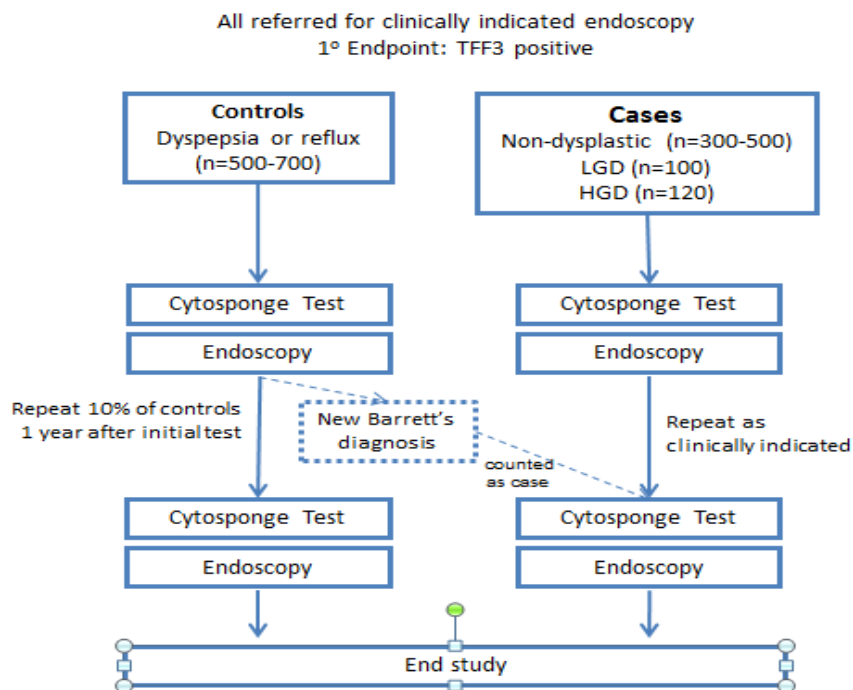 All referred for clinically indicated endoscopy
1º Endpoint: TFF3 positive
Controls
Dyspepsia or reflux
(n=500-700)
Cases
Non-dysplastic (n=300-500)
LGD (n=100)
HGD (n=120)
Cytosponge Test
Endoscopy
Cytosponge Test
Endoscopy
Repeat 10% of controls
1 year after initial test
New Barrett’s
diagnosis
counted
as case
Repeat as
clinically indicated
Cytosponge Test
Endoscopy
Cytosponge Test
Endoscopy
End study